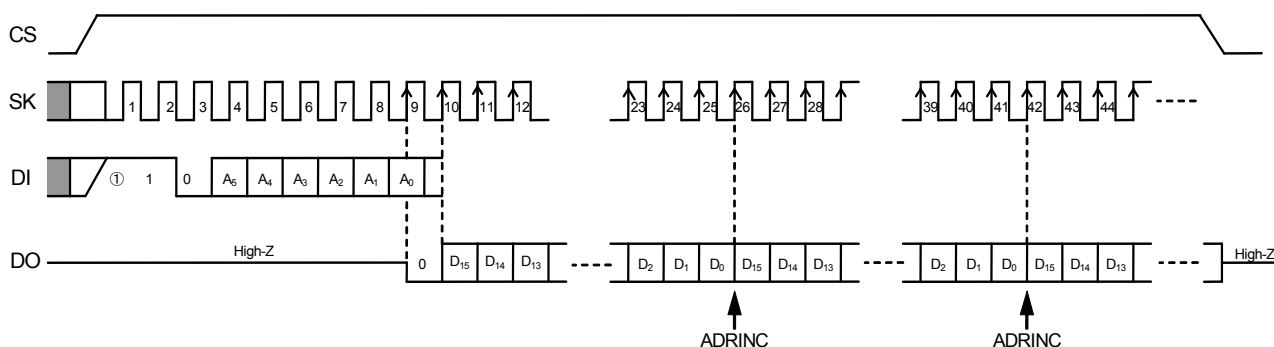 CS
SK 1 2 3 4 5 6 7 8 9 10 11 12 23 24 25 26 27 28 39 40 41 42 43 44
DI ① 1 0 A₅ A₄ A₃ A₂ A₁ A₀
DO High-Z 0 D₁₅ D₁₄ D₁₃ D₂ D₁ D₀ D₁₅ D₁₄ D₁₃ D₂ D₁ D₀ D₁₅ D₁₄ D₁₃ High-Z
ADRINC ADRINC